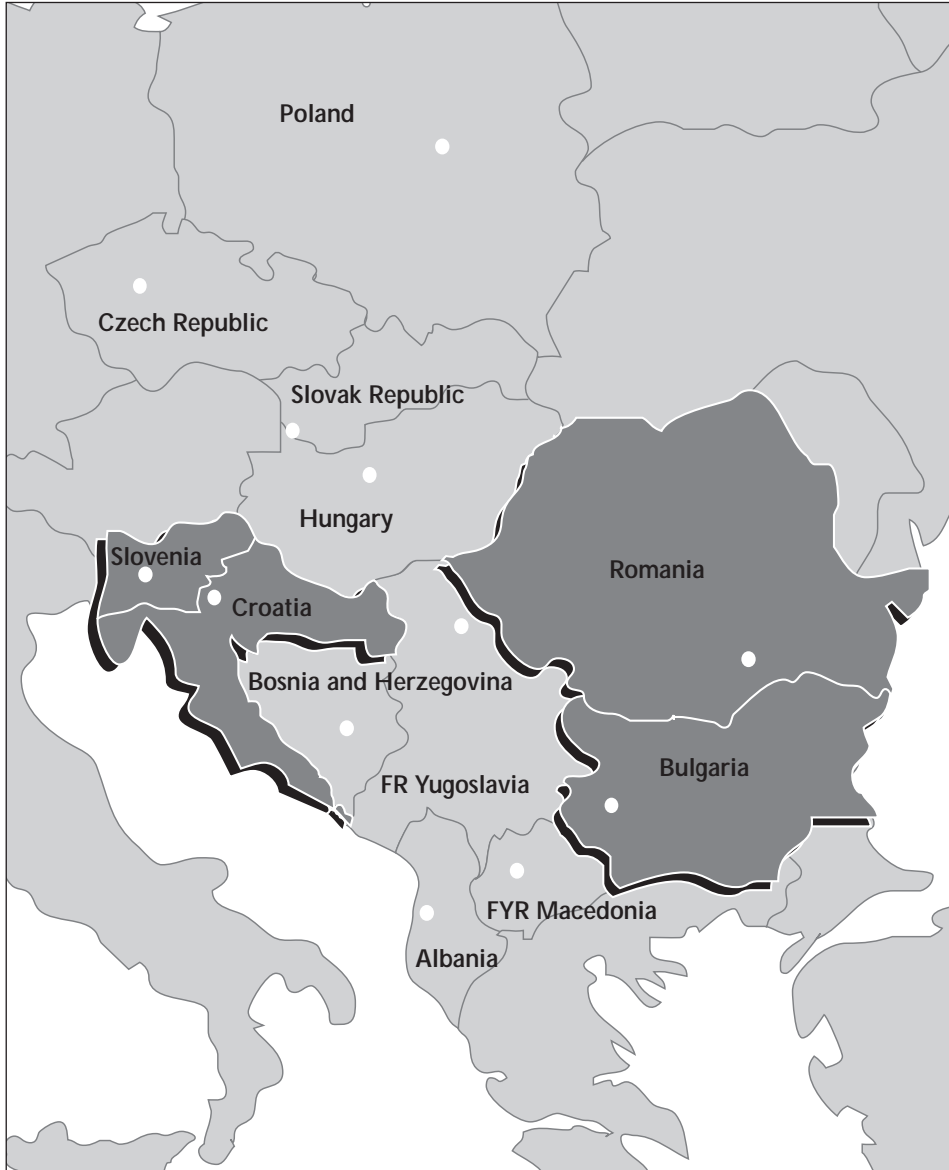 Poland
Czech Republic
Slovak Republic
Hungary
Slovenia
Romania
Croatia
Bosnia and Herzegovina
Bulgaria
FR Yugoslavia
FYR Macedonia
Albania